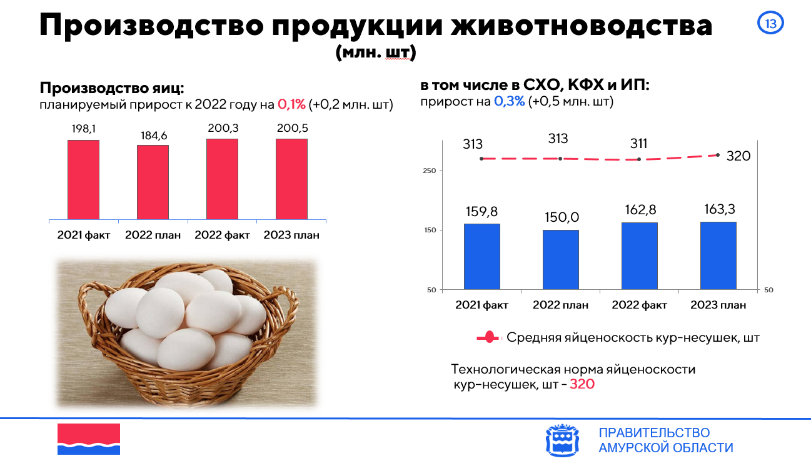 Производство продукции животноводства
(млн. шт)
13
Производство яиц:
планируемый прирост к 2022 году на 0,1% (+0,2 млн. шт)
198,1
184,6
200,3
200,5
2021 факт
2022 план
2022 факт
2023 план
в том числе в СХО, КФХ и ИП:
прирост на 0,3% (+0,5 млн. шт)
313
313
311
320
250
150
50
50
159,8
150,0
162,8
163,3
2021 факт
2022 план
2022 факт
2023 план
Средняя яйценоскость кур-несушек, шт
Технологическая норма яйценоскости
кур-несушек, шт - 320
ПРАВИТЕЛЬСТВО
АМУРСКОЙ ОБЛАСТИ